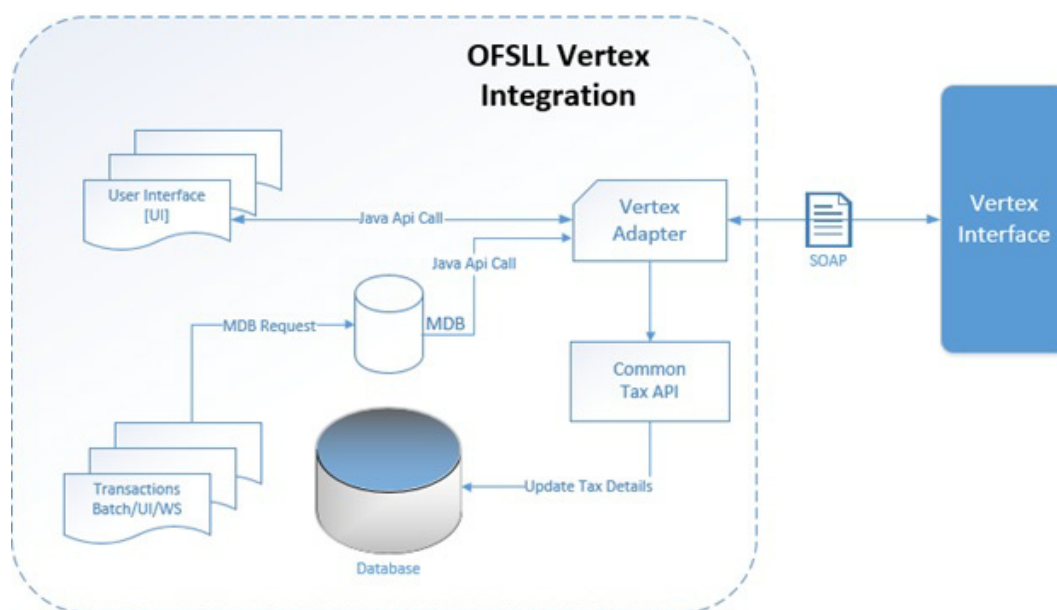 OFSLL Vertex
Integration
User Interface
[UI]
Java Api Call
Vertex
Adapter
SOAP
Vertex
Interface
Java Api Call
MDB Request
MDB
Common
Tax API
Transactions
Batch/UI/WS
Update Tax Details
Database